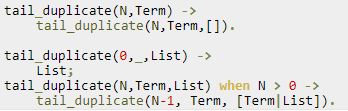 tail_duplicate(N,Term) ->
    tail_duplicate(N,Term,[]).

tail_duplicate(0,_,List) ->
    List;
tail_duplicate(N,Term,List) when N > 0 ->
    tail_duplicate(N-1, Term, [Term|List]).